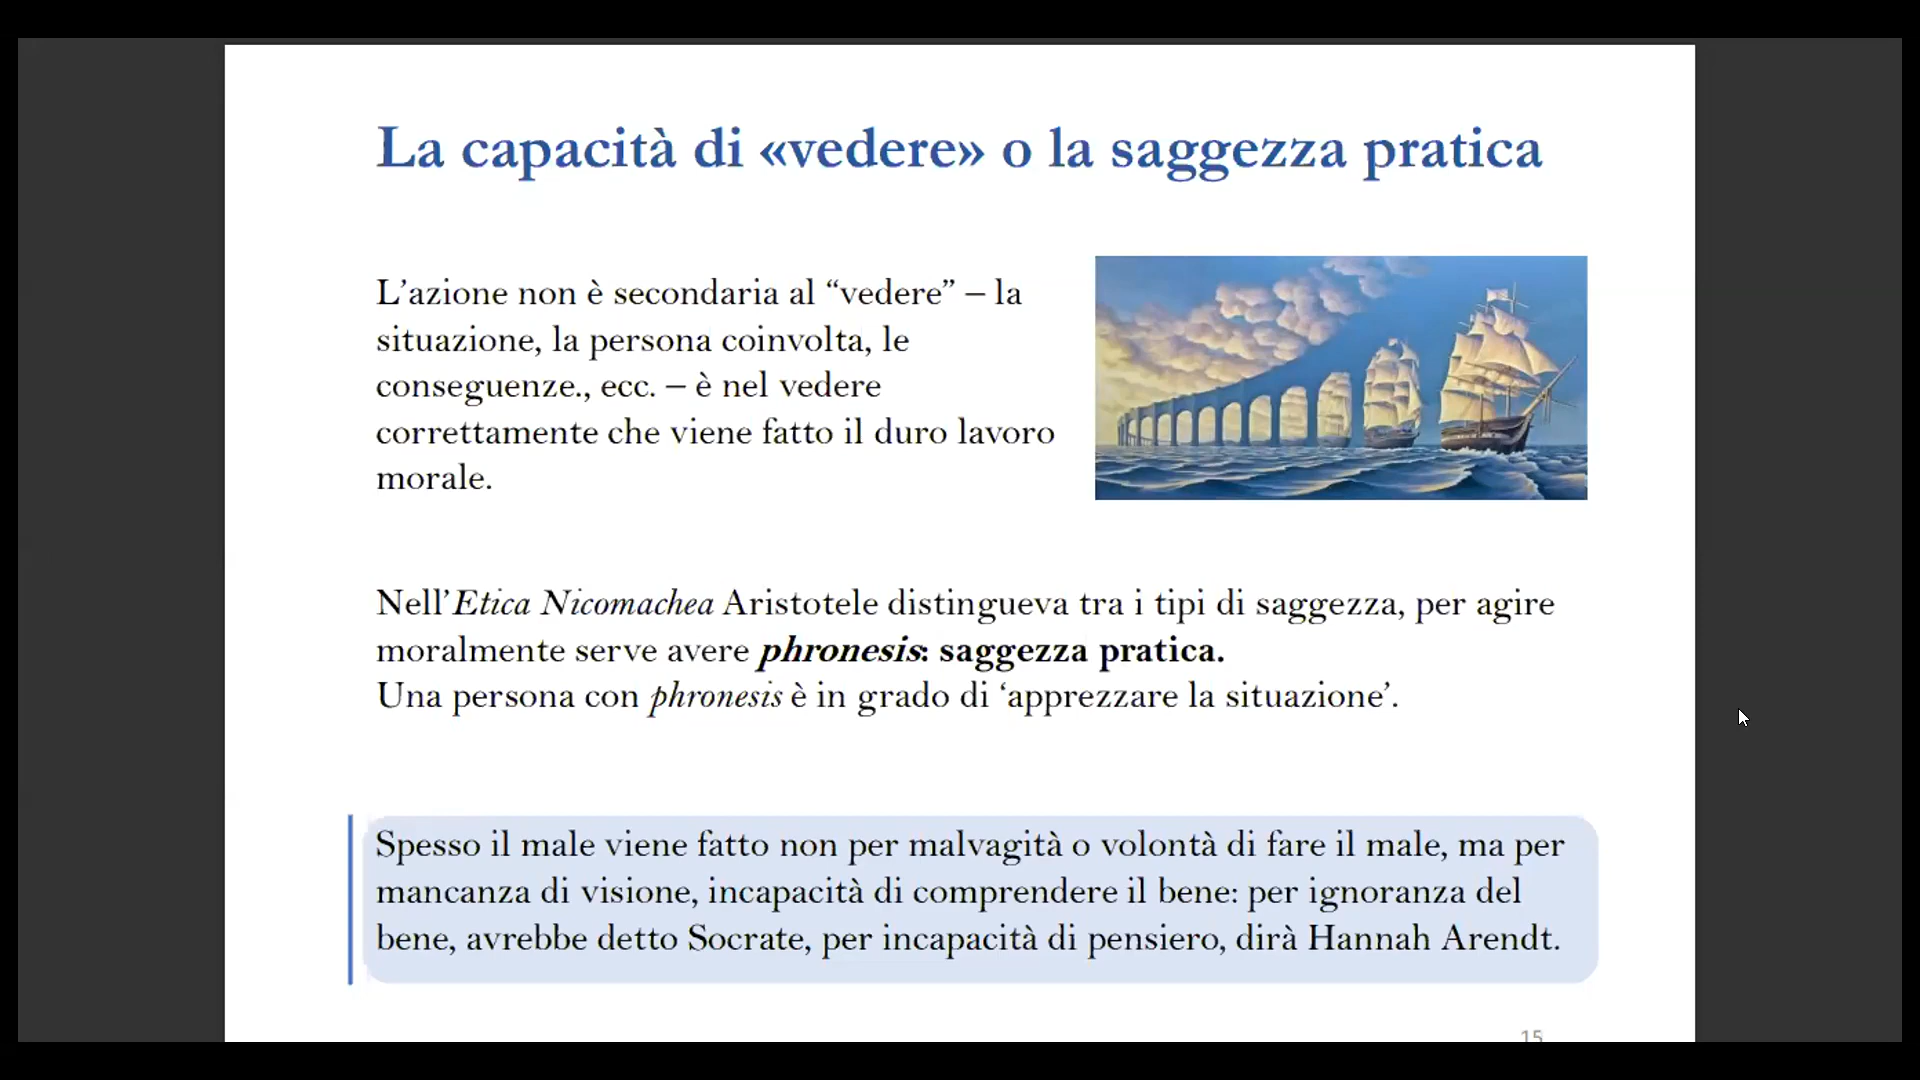 La capacità di «vedere» o la saggezza pratica
L’azione non è secondaria al “vedere” – la
situazione, la persona coinvolta, le
conseguenze., ecc. – è nel vedere
correttamente che viene fatto il duro lavoro
morale.
Nell’Etica Nicomachea Aristotele distingueva tra i tipi di saggezza, per agire
moralmente serve avere phronesis: saggezza pratica.
Una persona con phronesis è in grado di ‘apprezzare la situazione’.
Spesso il male viene fatto non per malvagità o volontà di fare il male, ma per
mancanza di visione, incapacità di comprendere il bene: per ignoranza del
bene, avrebbe detto Socrate, per incapacità di pensiero, dirà Hannah Arendt.
15